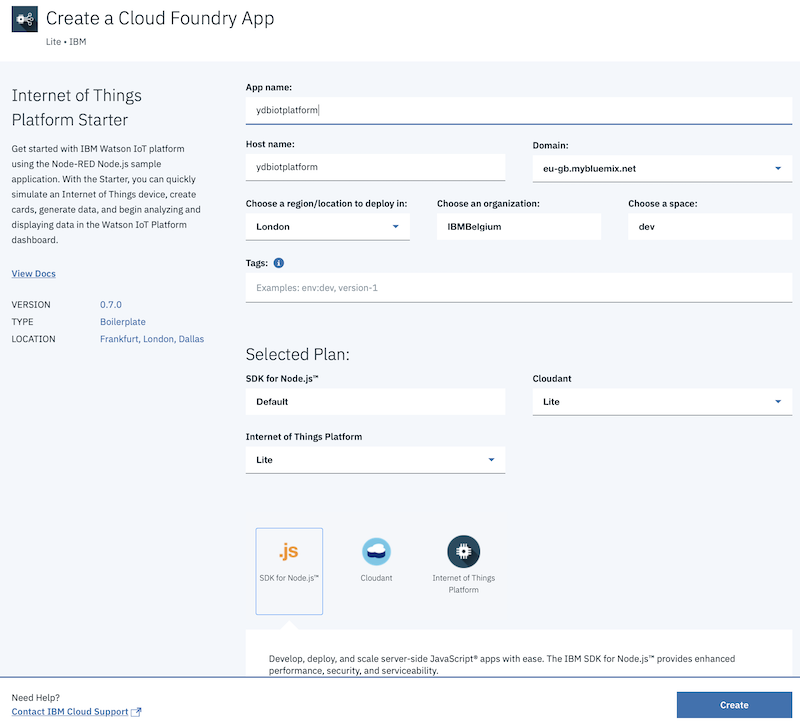 Create a Cloud Foundry App
Lite • IBM
Internet of Things
Platform Starter
Get started with IBM Watson IoT platform
using the Node-RED Node.js sample
application. With the Starter, you can quickly
simulate an Internet of Things device, create
cards, generate data, and begin analyzing and
displaying data in the Watson IoT Platform
dashboard.
View Docs
VERSION 0.7.0
TYPE Boilerplate
LOCATION Frankfurt, London, Dallas
App name:
ydbiotplatform
Host name: Domain:
ydbiotplatform eu-gb.mybluemix.net
Choose a region/location to deploy in: Choose an organization: Choose a space:
London IBMBelgium dev
Tags: i
Examples: env:dev, version-1
Selected Plan:
SDK for Node.js™ Cloudant
Default Lite
Internet of Things Platform
Lite
.js
SDK for Node.js™ Cloudant Internet of Things
Platform
Develop, deploy, and scale server-side JavaScript® apps with ease. The IBM SDK for Node.js™ provides enhanced
performance, security, and serviceability.
Need Help?
Contact IBM Cloud Support
Create